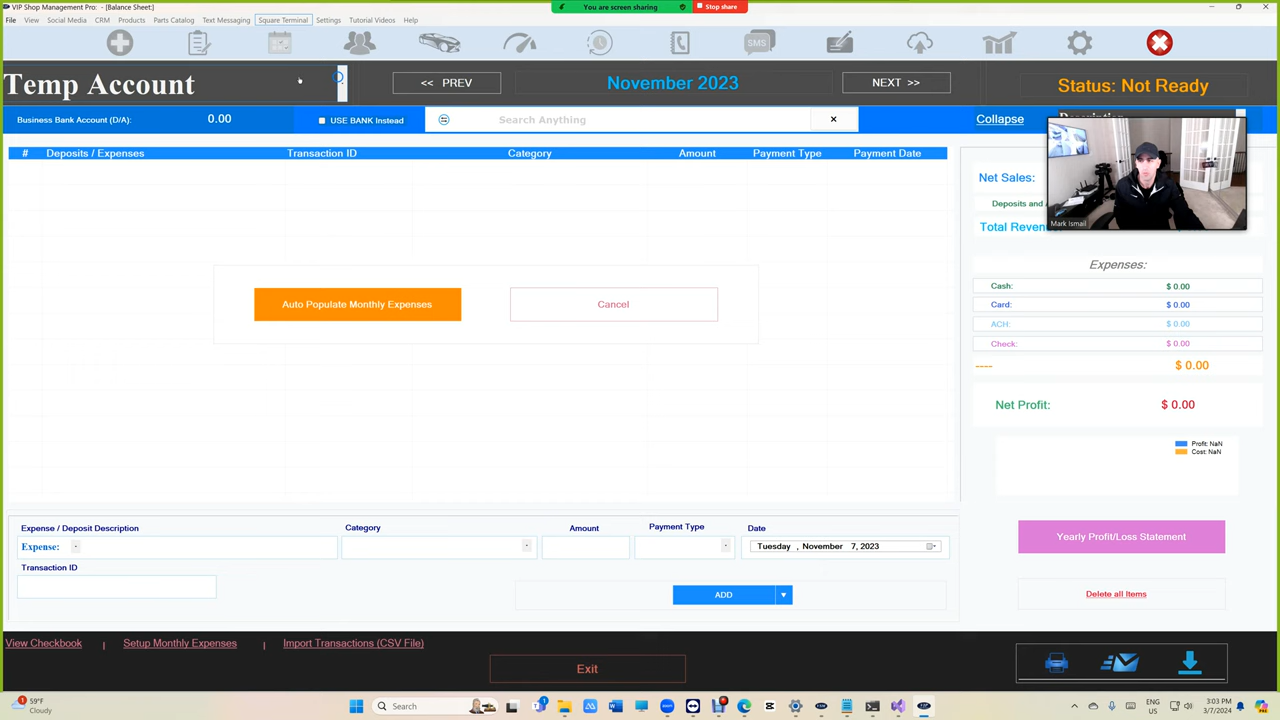 VIP Shop Management Pro: - [Balance Sheet:]
You are screen sharing
Stop share
File View Social Media CRM Products Parts Catalog Text Messaging Square Terminal Settings Tutorial Videos Help
SMS
Temp Account
<< PREV
November 2023
NEXT >>
Status: Not Ready
Business Bank Account (D/A): 0.00
USE BANK Instead
Search Anything
Collapse
# Deposits / Expenses Transaction ID Category Amount Payment Type Payment Date
Net Sales:
Deposits and
Total
Mark Ismail
Expenses:
Cash: $ 0.00
Card: $ 0.00
ACH: $ 0.00
Check: $ 0.00
---- $ 0.00
Net Profit: $ 0.00
Profit: NaN
Cost: NaN
Auto Populate Monthly Expenses
Cancel
Expense / Deposit Description
Category
Amount
Payment Type
Date
Expense:
Tuesday , November 7, 2023
Transaction ID
ADD
Yearly Profit/Loss Statement
Delete all Items
View Checkbook | Setup Monthly Expenses | Import Transactions (CSV File)
Exit
59°F
Cloudy
Search
ENG
US
3:03 PM
3/7/2024